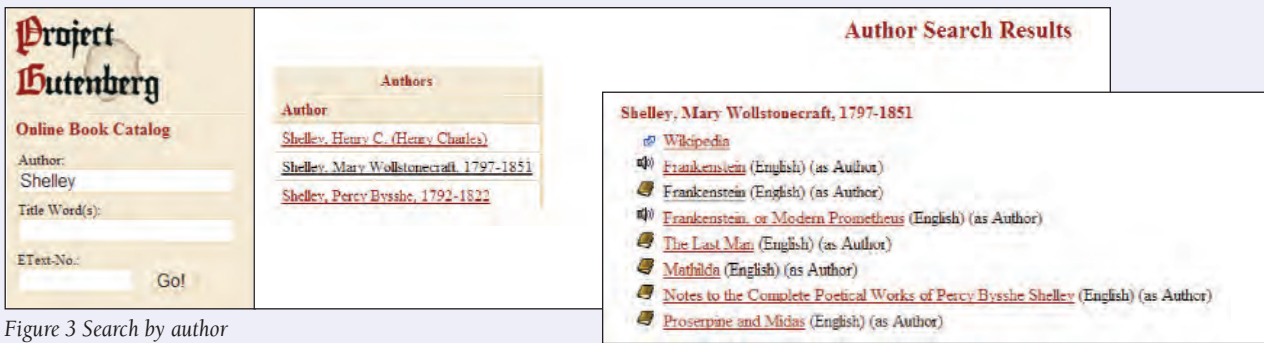 Project
Gutenberg
Online Book Catalog
Author:
Shelley
Title Word(s):
EText-No.:
Go!
Author Search Results
Authors
Author
Shelley, Henry C. (Henry Charles)
Shelley, Mary Wollstonecraft, 1797-1851
Shelley, Percy Bysshe, 1792-1822
Shelley, Mary Wollstonecraft, 1797-1851
Wikipedia
Frankenstein (English) (as Author)
Frankenstein (English) (as Author)
Frankenstein, or Modern Prometheus (English) (as Author)
The Last Man (English) (as Author)
Mathilda (English) (as Author)
Notes to the Complete Poetical Works of Percy Bysshe Shelley (English) (as Author)
Proserpine and Midas (English) (as Author)
Figure 3 Search by author